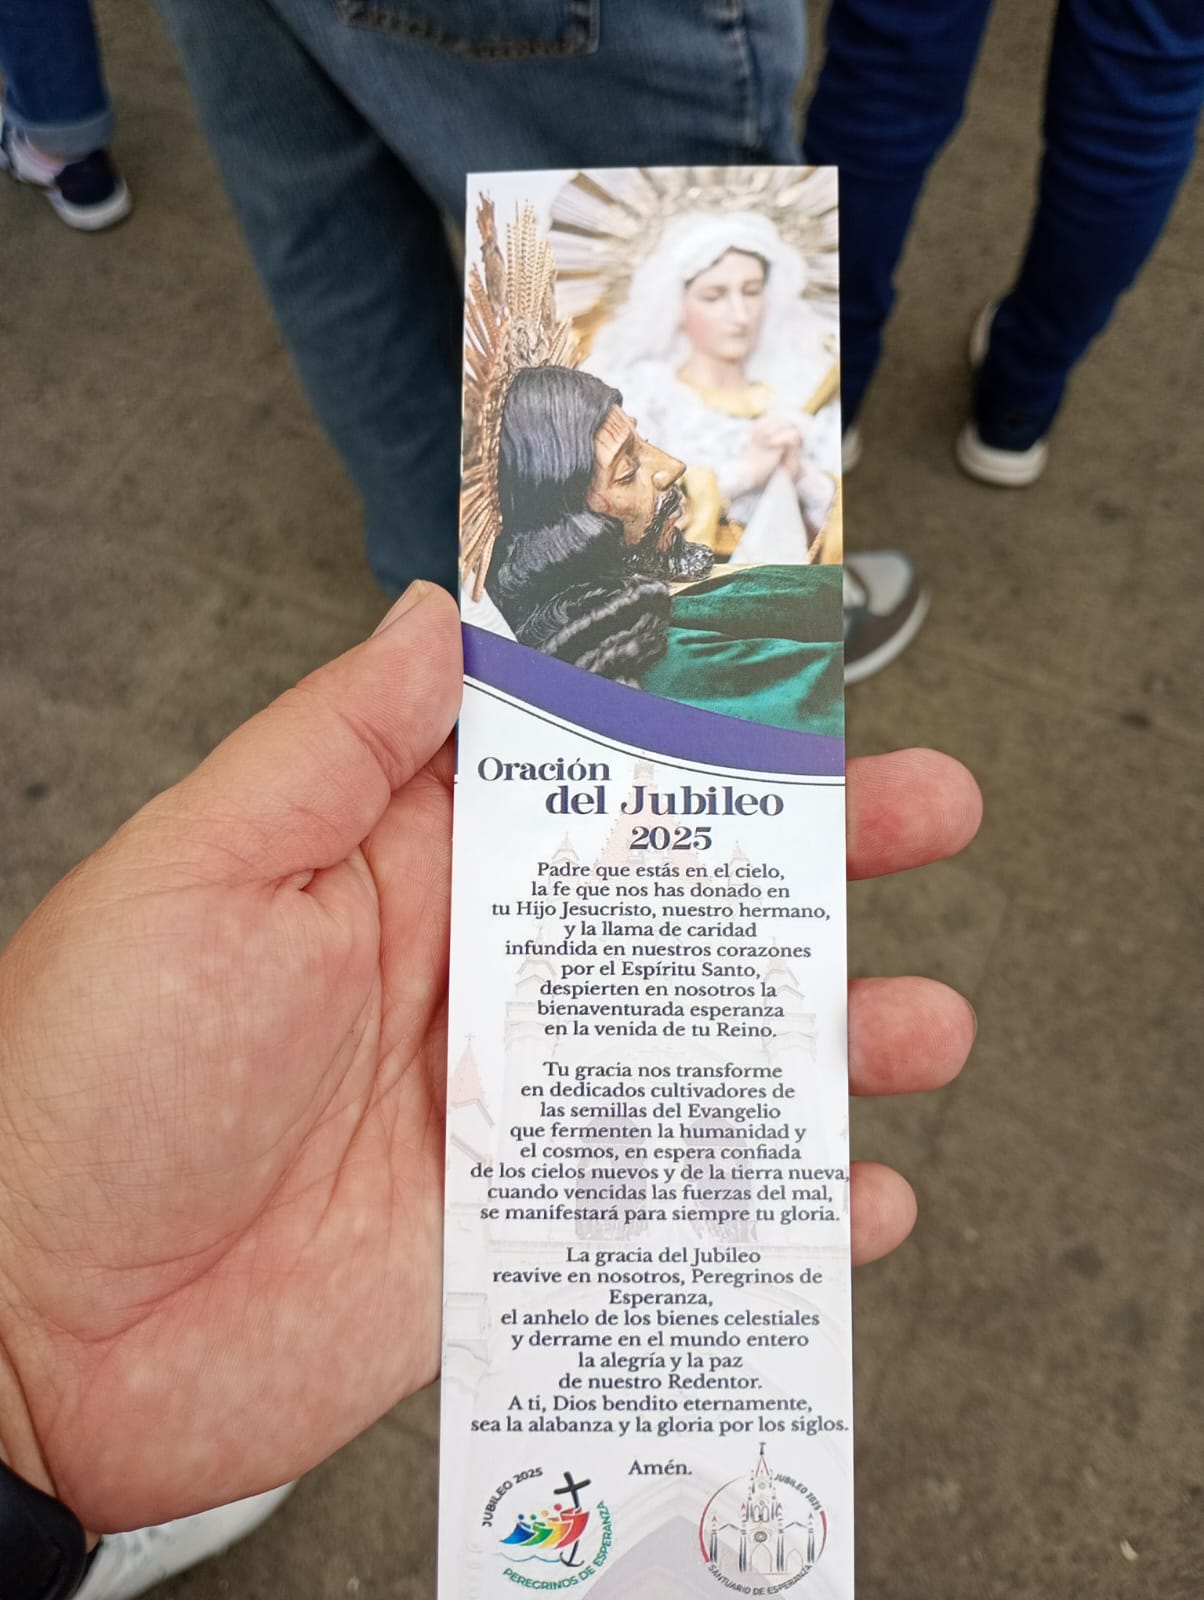 Oración
del Jubileo
2025
Padre que estás en el cielo,
la fe que nos has donado en
tu Hijo Jesucristo, nuestro hermano,
y la llama de caridad
infundida en nuestros corazones
por el Espíritu Santo,
despierten en nosotros la
bienaventurada esperanza
en la venida de tu Reino.
Tu gracia nos transforme
en dedicados cultivadores de
las semillas del Evangelio
que fermenten la humanidad y
el cosmos, en espera confiada
de los cielos nuevos y de la tierra nueva,
cuando vencidas las fuerzas del mal,
se manifestará para siempre tu gloria.
La gracia del Jubileo
reavive en nosotros, Peregrinos de
Esperanza,
el anhelo de los bienes celestiales
y derrame en el mundo entero
la alegría y la paz
de nuestro Redentor.
A ti, Dios bendito eternamente,
sea la alabanza y la gloria por los siglos.
Amén.
JUBILEO 2025
PEREGRINOS DE ESPERANZA
JUBILEO 2025
SANTUARIO DE ESPERANZA